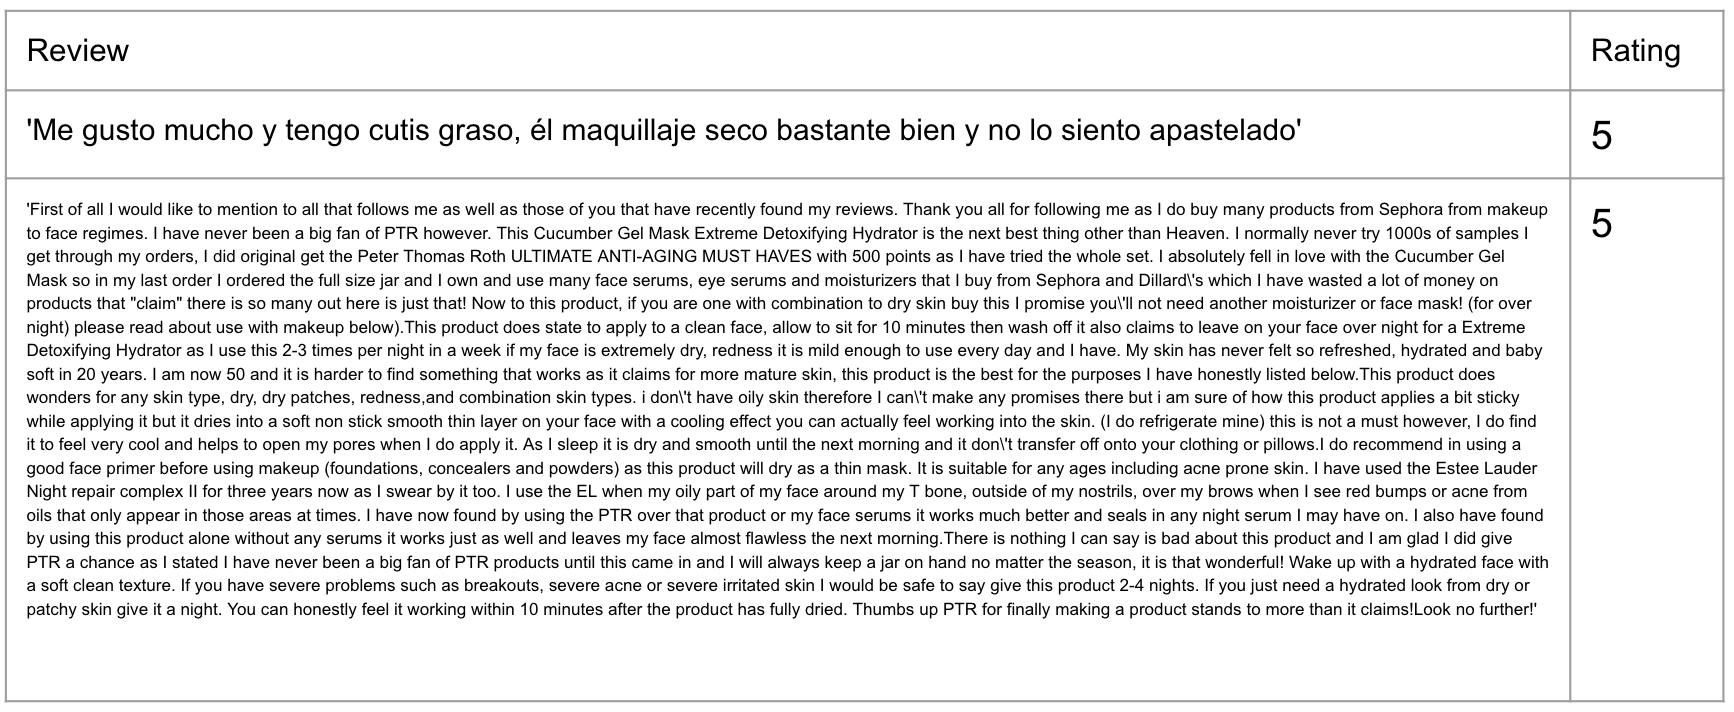 Review
Rating
'Me gusto mucho y tengo cutis graso, él maquillaje seco bastante bien y no lo siento apastelado'
5
'First of all I would like to mention to all that follows me as well as those of you that have recently found my reviews. Thank you all for following me as I do buy many products from Sephora from makeup
to face regimes. I have never been a big fan of PTR however. This Cucumber Gel Mask Extreme Detoxifying Hydrator is the next best thing other than Heaven. I normally never try 1000s of samples I
get through my orders, I did original get the Peter Thomas Roth ULTIMATE ANTI-AGING MUST HAVES with 500 points as I have tried the whole set. I absolutely fell in love with the Cucumber Gel
Mask so in my last order I ordered the full size jar and I own and use many face serums, eye serums and moisturizers that I buy from Sephora and Dillard\'s which I have wasted a lot of money on
products that "claim" there is so many out here is just that! Now to this product, if you are one with combination to dry skin buy this I promise you\'ll not need another moisturizer or face mask! (for over
night) please read about use with makeup below).This product does state to apply to a clean face, allow to sit for 10 minutes then wash off it also claims to leave on your face over night for a Extreme
Detoxifying Hydrator as I use this 2-3 times per night in a week if my face is extremely dry, redness it is mild enough to use every day and I have. My skin has never felt so refreshed, hydrated and baby
soft in 20 years. I am now 50 and it is harder to find something that works as it claims for more mature skin, this product is the best for the purposes I have honestly listed below.This product does
wonders for any skin type, dry, dry patches, redness,and combination skin types. i don\'t have oily skin therefore I can\'t make any promises there but i am sure of how this product applies a bit sticky
while applying it but it dries into a soft non stick smooth thin layer on your face with a cooling effect you can actually feel working into the skin. (I do refrigerate mine) this is not a must however, I do find
it to feel very cool and helps to open my pores when I do apply it. As I sleep it is dry and smooth until the next morning and it don\'t transfer off onto your clothing or pillows.I do recommend in using a
good face primer before using makeup (foundations, concealers and powders) as this product will dry as a thin mask. It is suitable for any ages including acne prone skin. I have used the Estee Lauder
Night repair complex II for three years now as I swear by it too. I use the EL when my oily part of my face around my T bone, outside of my nostrils, over my brows when I see red bumps or acne from
oils that only appear in those areas at times. I have now found by using the PTR over that product or my face serums it works much better and seals in any night serum I may have on. I also have found
by using this product alone without any serums it works just as well and leaves my face almost flawless the next morning.There is nothing I can say is bad about this product and I am glad I did give
PTR a chance as I stated I have never been a big fan of PTR products until this came in and I will always keep a jar on hand no matter the season, it is that wonderful! Wake up with a hydrated face with
a soft clean texture. If you have severe problems such as breakouts, severe acne or severe irritated skin I would be safe to say give this product 2-4 nights. If you just need a hydrated look from dry or
patchy skin give it a night. You can honestly feel it working within 10 minutes after the product has fully dried. Thumbs up PTR for finally making a product stands to more than it claims!Look no further!'
5